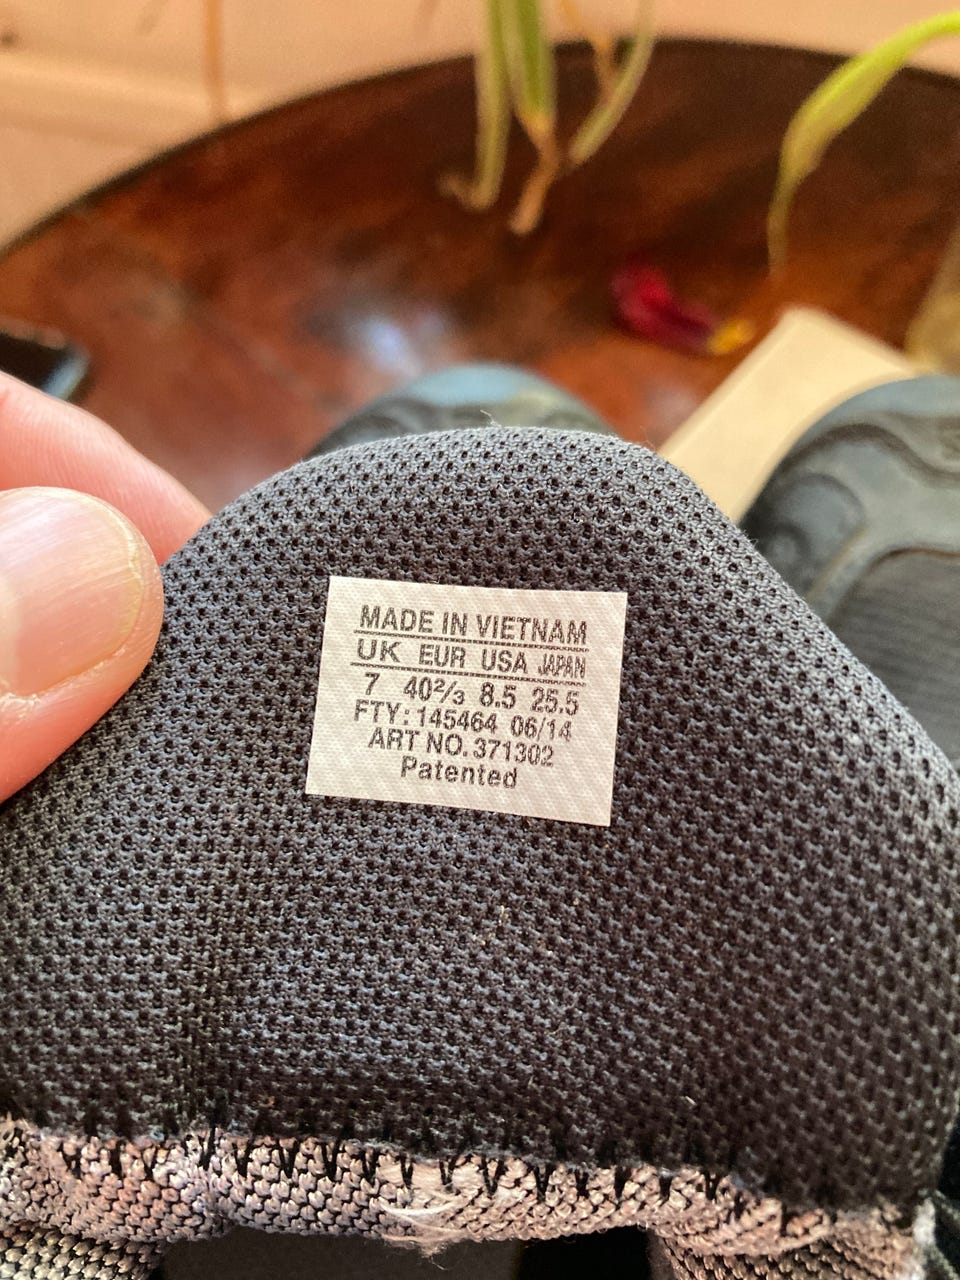 MADE IN VIETNAM
UK EUR USA JAPAN
7 40²/₃ 8.5 25.5
FTY: 145464 06/14
ART NO. 371302
Patented